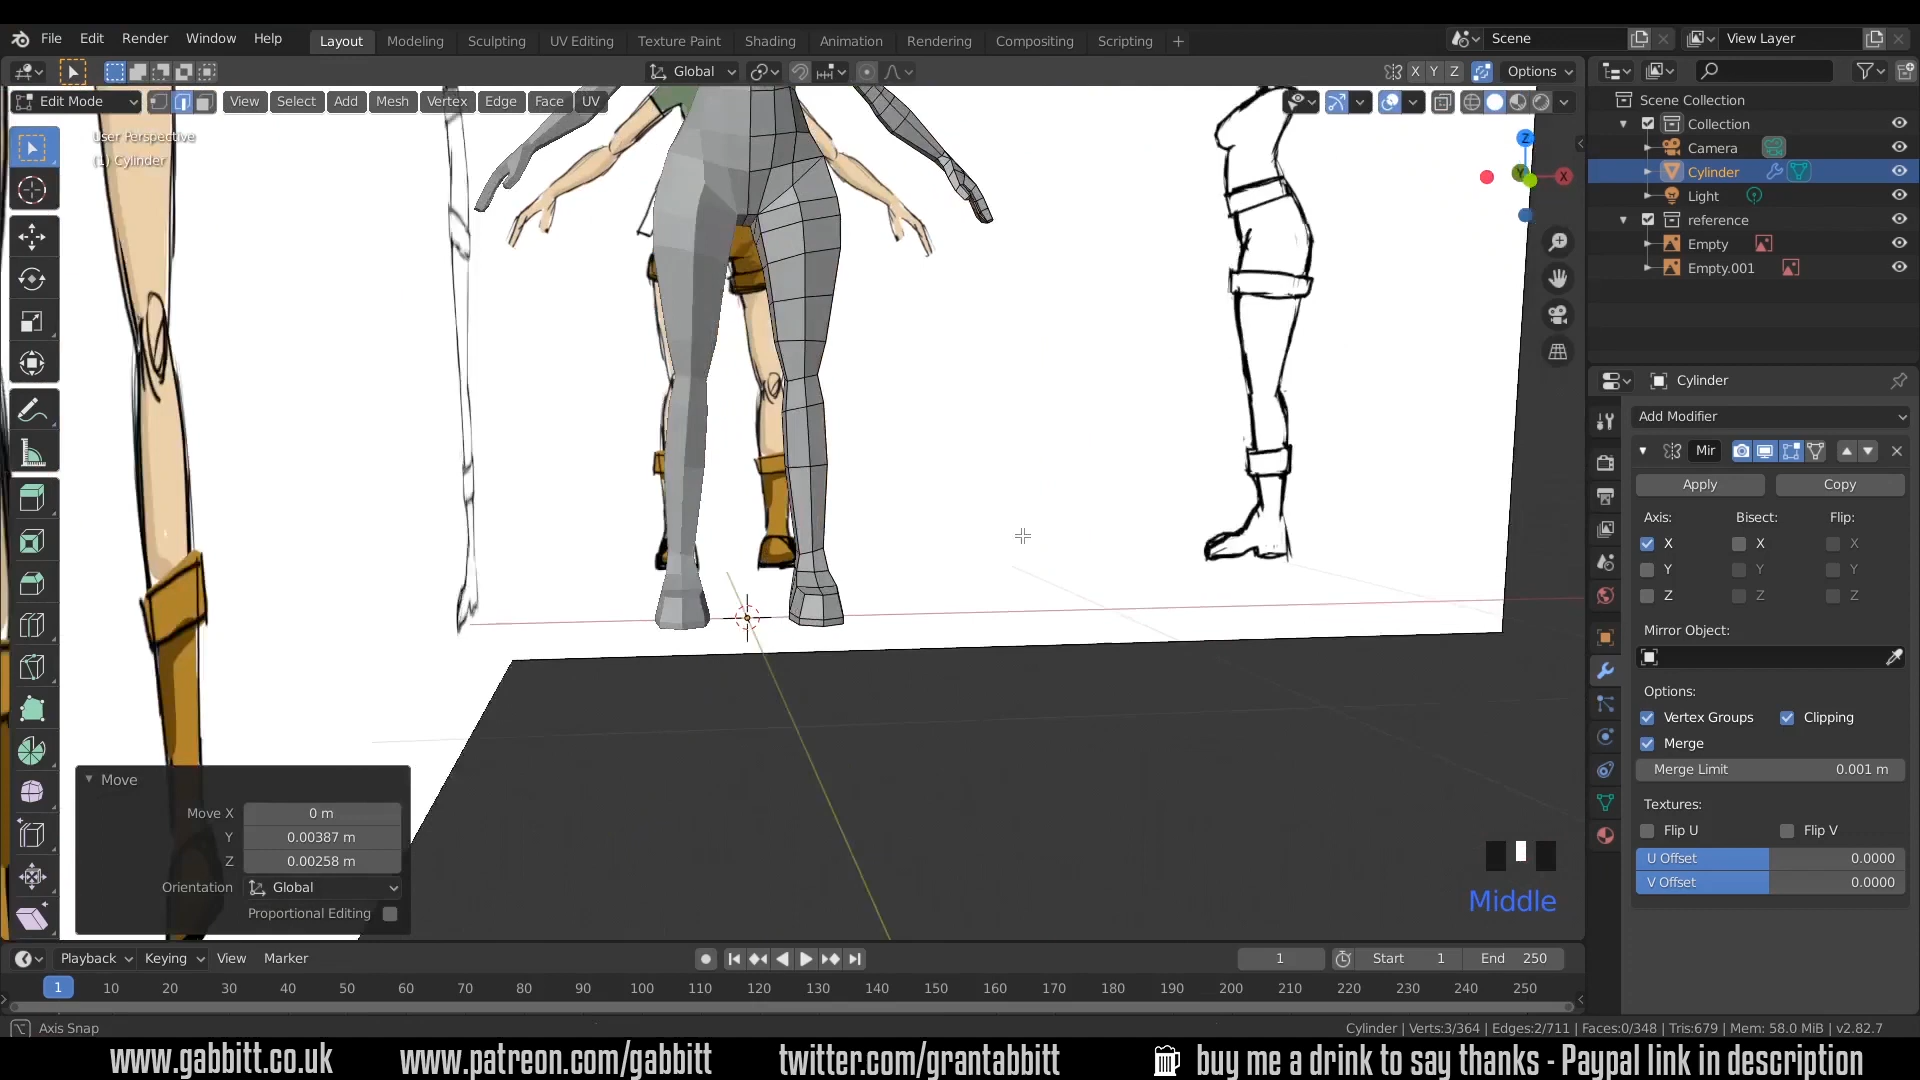 File Edit Render Window Help Layout Modeling Sculpting UV Editing Texture Paint Shading Animation Rendering Compositing Scripting + Scene View Layer
Global X Y Z Options
Edit Mode View Select Add Mesh Vertex Edge Face UV
User Perspective
(1) Cylinder
Z
Y
X
Scene Collection
Collection
Camera
Cylinder
Light
reference
Empty
Empty.001
Cylinder
Add Modifier
Mir
Apply Copy
Axis: Bisect: Flip:
X X X
Y Y Y
Z Z Z
Mirror Object:
Options:
Vertex Groups Clipping
Merge
Merge Limit 0.001 m
Textures:
Flip U Flip V
U Offset 0.0000
V Offset 0.0000
Move
Move X 0 m
Y 0.00387 m
Z 0.00258 m
Orientation Global
Proportional Editing
Middle
Playback Keying View Marker 1 Start 1 End 250
1 10 20 30 40 50 60 70 80 90 100 110 120 130 140 150 160 170 180 190 200 210 220 230 240 250
Axis Snap Cylinder | Verts:3/364 | Edges:2/711 | Faces:0/348 | Tris:679 | Mem: 58.0 MiB | v2.82.7
www.gabbitt.co.uk www.patreon.com/gabbitt twitter.com/grantabbitt buy me a drink to say thanks - Paypal link in description